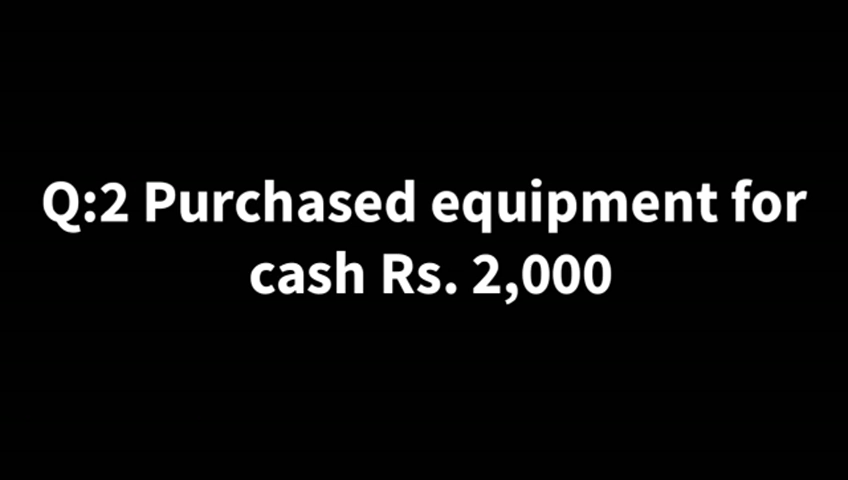 Q:2 Purchased equipment for
cash Rs. 2,000